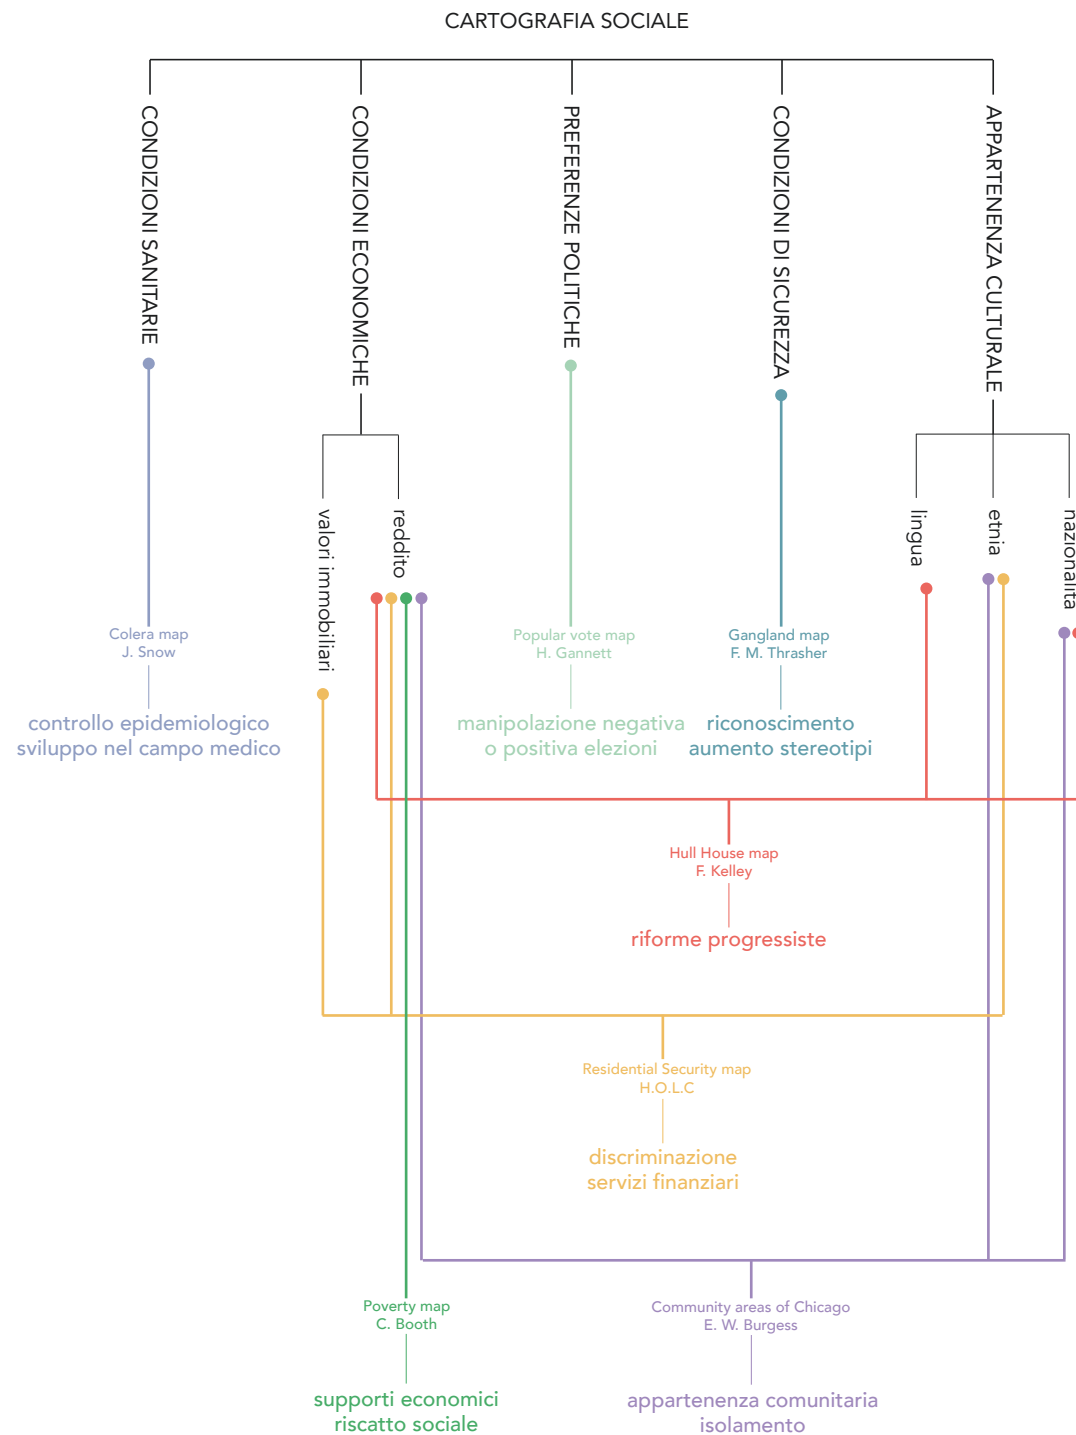 CARTOGRAFIA SOCIALE
CONDIZIONI SANITARIE
CONDIZIONI ECONOMICHE
PREFERENZE POLITICHE
CONDIZIONI DI SICUREZZA
APPARTENENZA CULTURALE
valori immobiliari
reddito
lingua
etnia
nazionalità
Colera map
J. Snow
controllo epidemiologico
sviluppo nel campo medico
Popular vote map
H. Gannett
manipolazione negativa
o positiva elezioni
Gangland map
F. M. Thrasher
riconoscimento
aumento stereotipi
Hull House map
F. Kelley
riforme progressiste
Residential Security map
H.O.L.C
discriminazione
servizi finanziari
Poverty map
C. Booth
supporti economici
riscatto sociale
Community areas of Chicago
E. W. Burgess
appartenenza comunitaria
isolamento